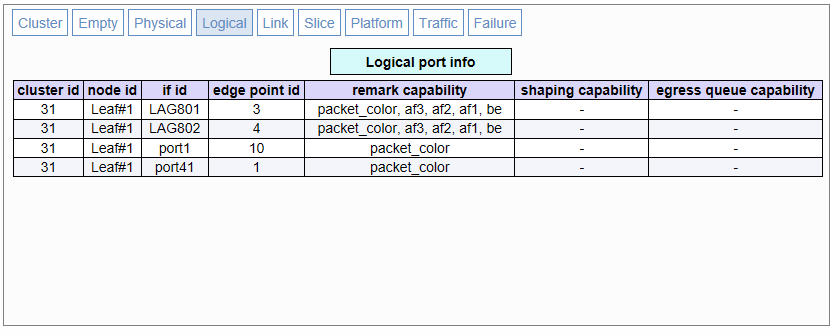 Cluster Empty Physical Logical Link Slice Platform Traffic Failure
Logical port info
cluster id node id if id edge point id remark capability shaping capability egress queue capability
31 Leaf#1 LAG801 3 packet_color, af3, af2, af1, be - -
31 Leaf#1 LAG802 4 packet_color, af3, af2, af1, be - -
31 Leaf#1 port1 10 packet_color - -
31 Leaf#1 port41 1 packet_color - -